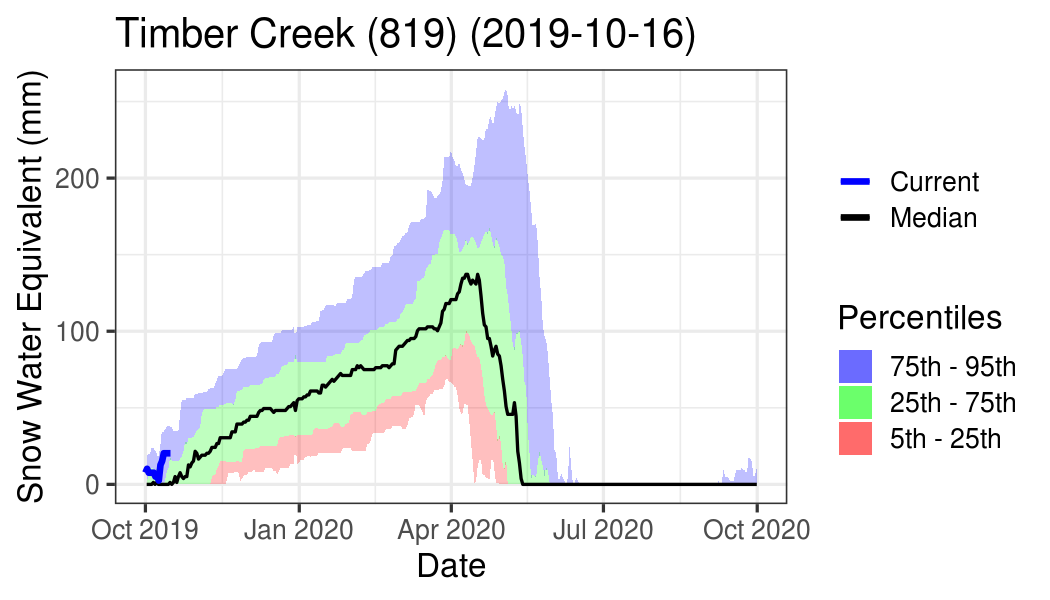 Timber Creek (819) (2019-10-16)
Snow Water Equivalent (mm)
200
100
0
Oct 2019
Jan 2020
Apr 2020
Jul 2020
Oct 2020
Date
Current
Median
Percentiles
75th - 95th
25th - 75th
5th - 25th